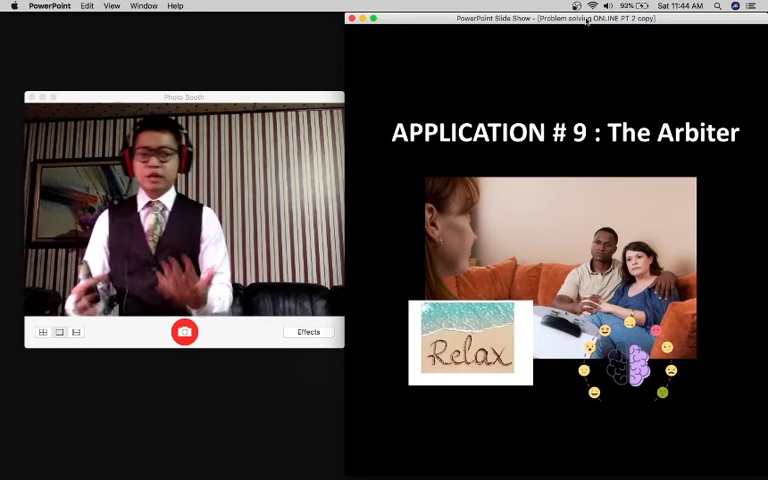 PowerPoint Edit View Window Help
93% Sat 11:44 AM
PowerPoint Slide Show - [Problem solving ONLINE PT 2 copy]
Photo Booth
APPLICATION # 9 : The Arbiter
Relax
Effects